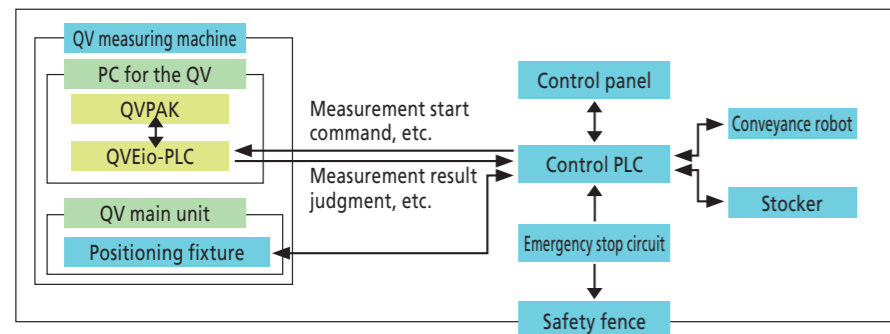 QV measuring machine
PC for the QV
QVPAK
QVEio-PLC
QV main unit
Positioning fixture
Measurement start
command, etc.
Measurement result
judgment, etc.
Control panel
Control PLC
Emergency stop circuit
Safety fence
Conveyance robot
Stocker